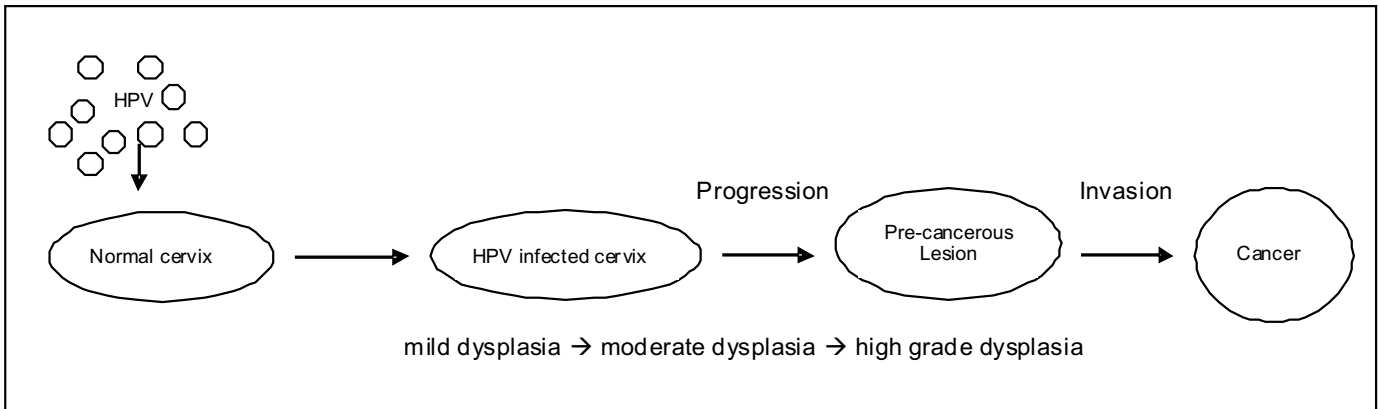 HPV
Normal cervix
HPV infected cervix
Progression
Pre-cancerous
Lesion
Invasion
Cancer
mild dysplasia → moderate dysplasia → high grade dysplasia